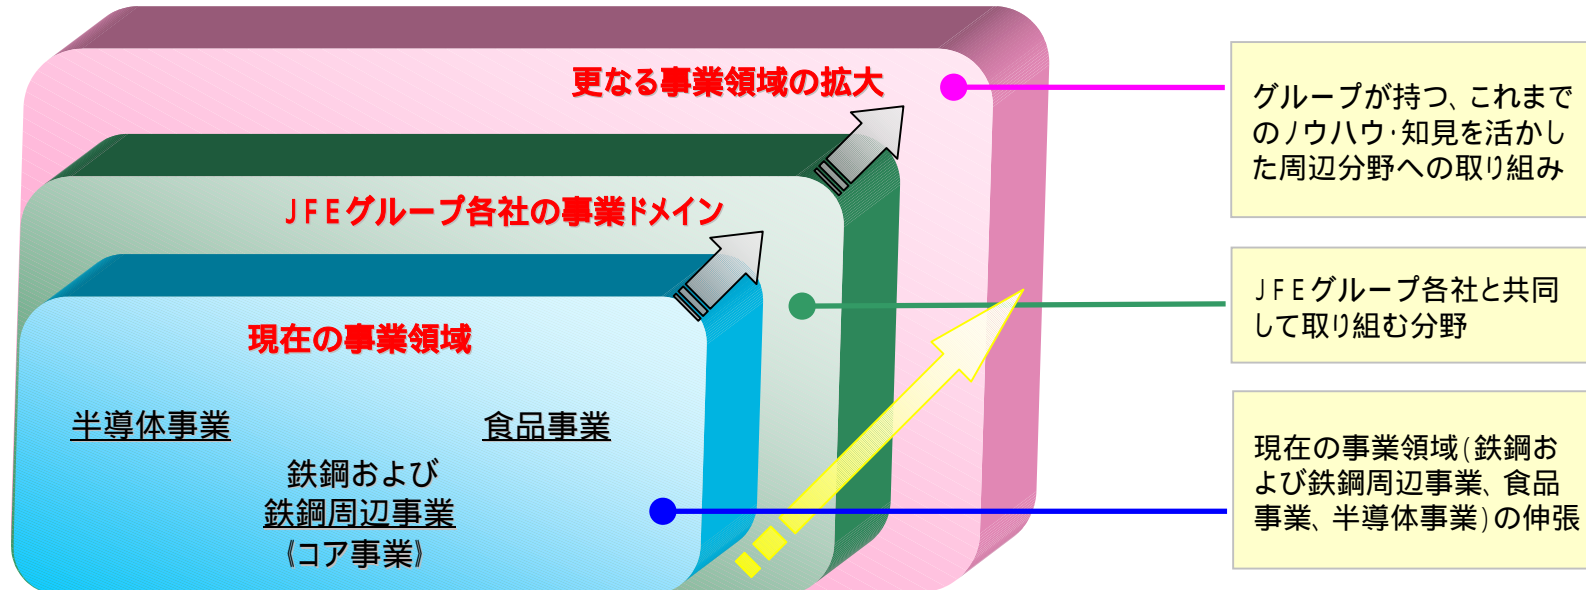 更なる事業領域の拡大
JFEグループ各社の事業ドメイン
現在の事業領域
半導体事業
食品事業
鉄鋼および
鉄鋼周辺事業
《コア事業》
グループが持つ、これまで
のノウハウ・知見を活かし
た周辺分野への取り組み
JFEグループ各社と共同
して取り組む分野
現在の事業領域(鉄鋼お
よび鉄鋼周辺事業、食品
事業、半導体事業)の伸張